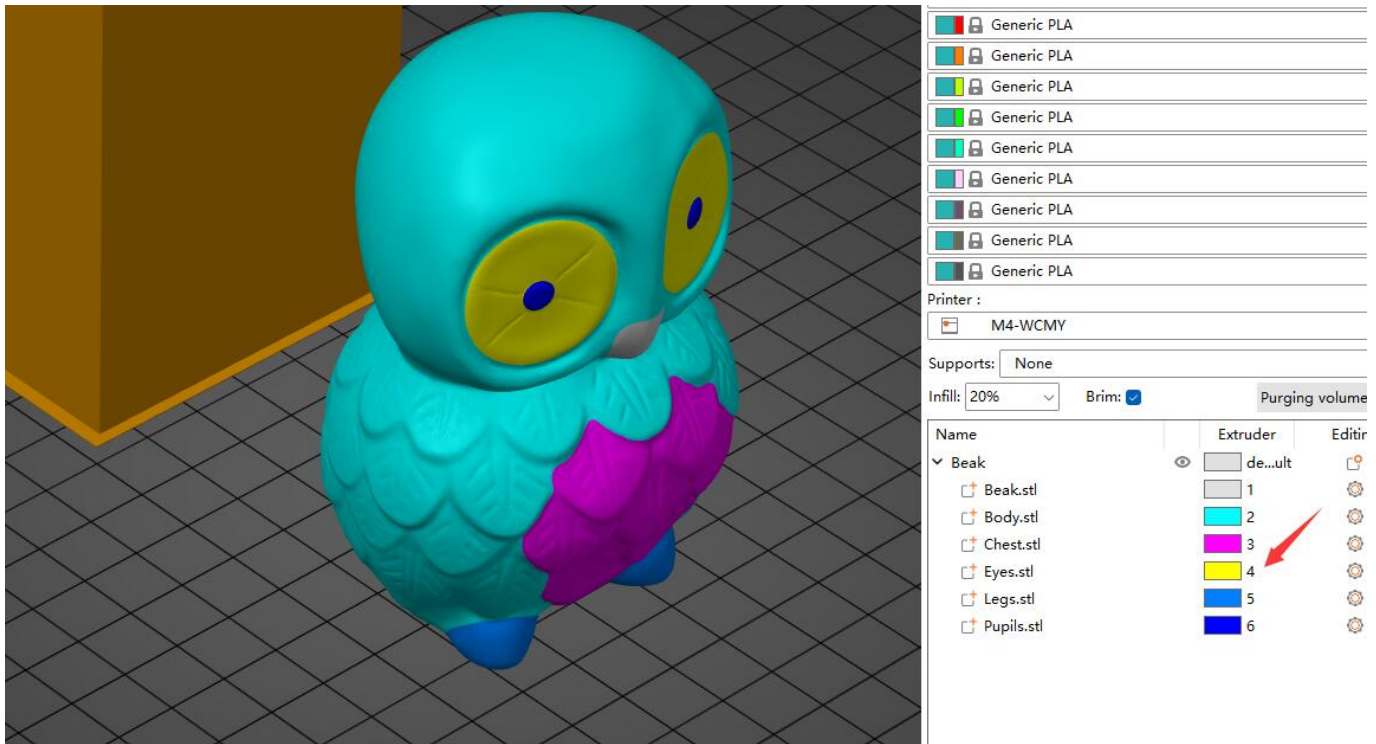 Generic PLA
Generic PLA
Generic PLA
Generic PLA
Generic PLA
Generic PLA
Generic PLA
Generic PLA
Generic PLA
Printer :
M4-WCMY
Supports: None
Infill: 20% Brim: Purging volume
Name Extruder Editir
Beak de...ult
Beak.stl 1
Body.stl 2
Chest.stl 3
Eyes.stl 4
Legs.stl 5
Pupils.stl 6